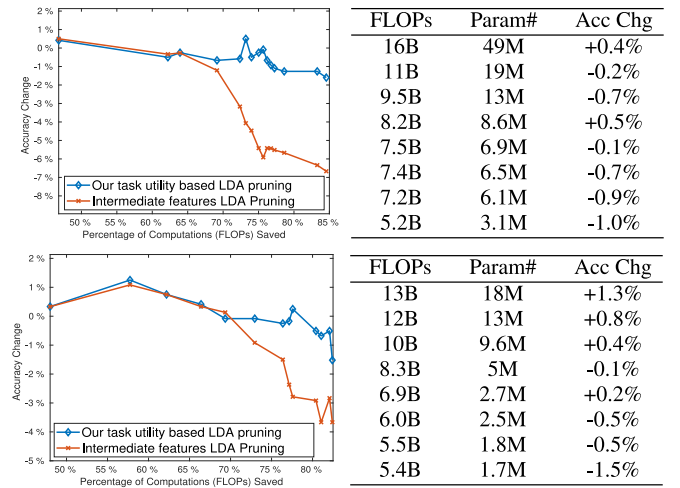 2 %
1 %
0 %
-1 %
-2 %
-3 %
-4 %
-5 %
-6 %
-7 %
-8 %
Accuracy Change
Our task utility based LDA pruning
Intermediate features LDA Pruning
50 % 55 % 60 % 65 % 70 % 75 % 80 % 85 %
Percentage of Computations (FLOPs) Saved
FLOPs Param# Acc Chg
16B 49M +0.4%
11B 19M -0.2%
9.5B 13M -0.7%
8.2B 8.6M +0.5%
7.5B 6.9M -0.1%
7.4B 6.5M -0.7%
7.2B 6.1M -0.9%
5.2B 3.1M -1.0%
2 %
1 %
0 %
-1 %
-2 %
-3 %
-4 %
-5 %
Accuracy Change
Our task utility based LDA pruning
Intermediate features LDA Pruning
50 % 55 % 60 % 65 % 70 % 75 % 80 %
Percentage of Computations (FLOPs) Saved
FLOPs Param# Acc Chg
13B 18M +1.3%
12B 13M +0.8%
10B 9.6M +0.4%
8.3B 5M -0.1%
6.9B 2.7M +0.2%
6.0B 2.5M -0.5%
5.5B 1.8M -0.5%
5.4B 1.7M -1.5%